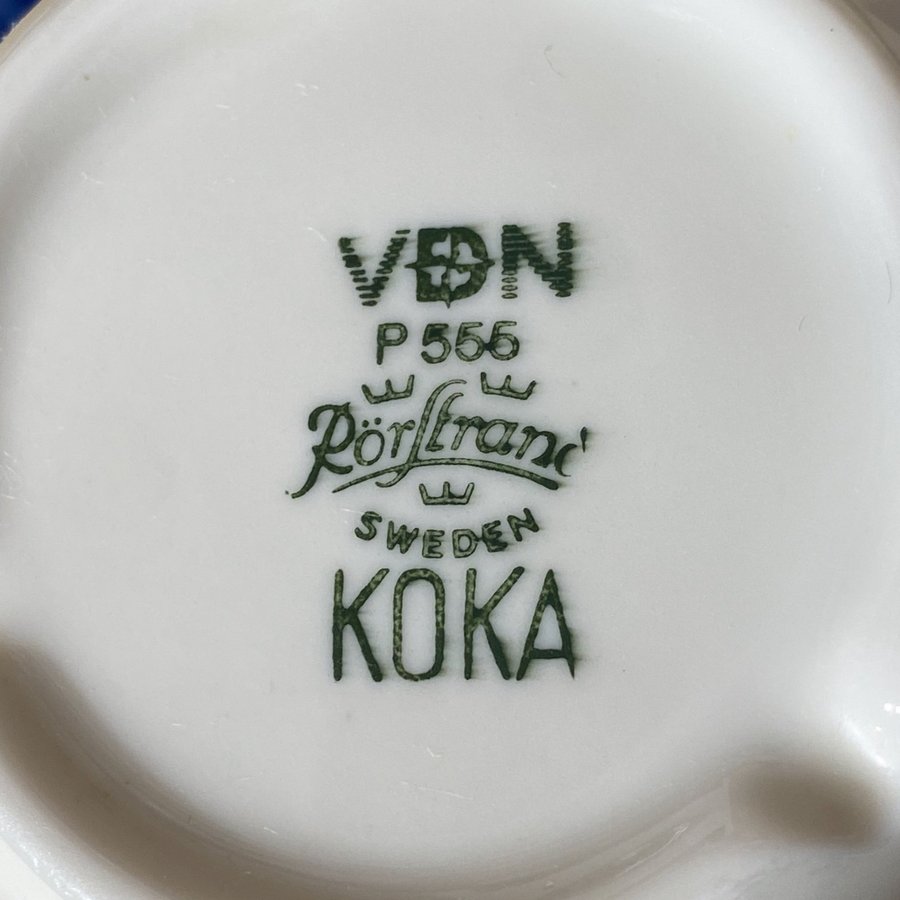 VDN
P 555
Rörstrand
SWEDEN
KOKA